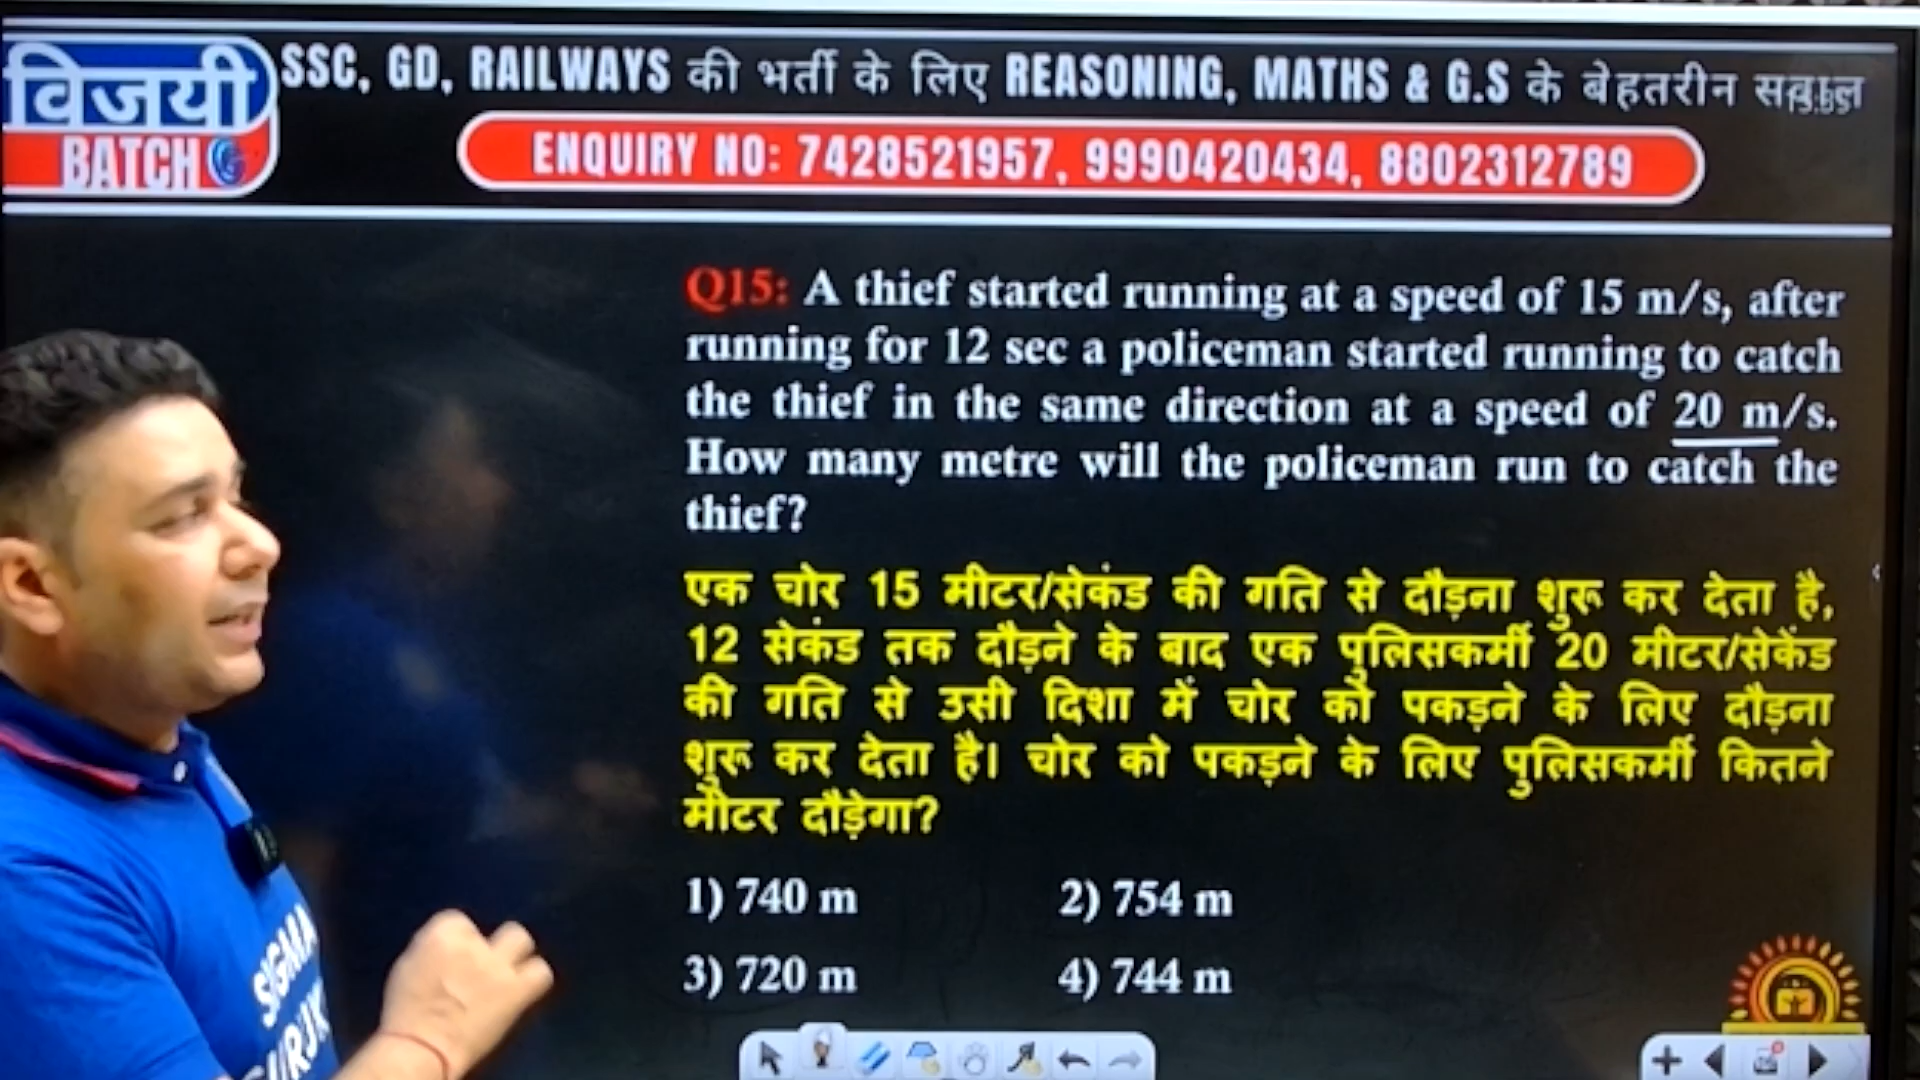 विजयी
BATCH
SSC, GD, RAILWAYS की भर्ती के लिए REASONING, MATHS & G.S के बेहतरीन सवाल
ENQUIRY NO: 7428521957, 9990420434, 8802312789
Q15: A thief started running at a speed of 15 m/s, after
running for 12 sec a policeman started running to catch
the thief in the same direction at a speed of 20 m/s.
How many metre will the policeman run to catch the
thief?
एक चोर 15 मीटर/सेकंड की गति से दौड़ना शुरू कर देता है,
12 सेकंड तक दौड़ने के बाद एक पुलिसकर्मी 20 मीटर/सेकेंड
की गति से उसी दिशा में चोर को पकड़ने के लिए दौड़ना
शुरू कर देता है। चोर को पकड़ने के लिए पुलिसकर्मी कितने
मीटर दौड़ेगा?
1) 740 m 2) 754 m
3) 720 m 4) 744 m
SIGMA